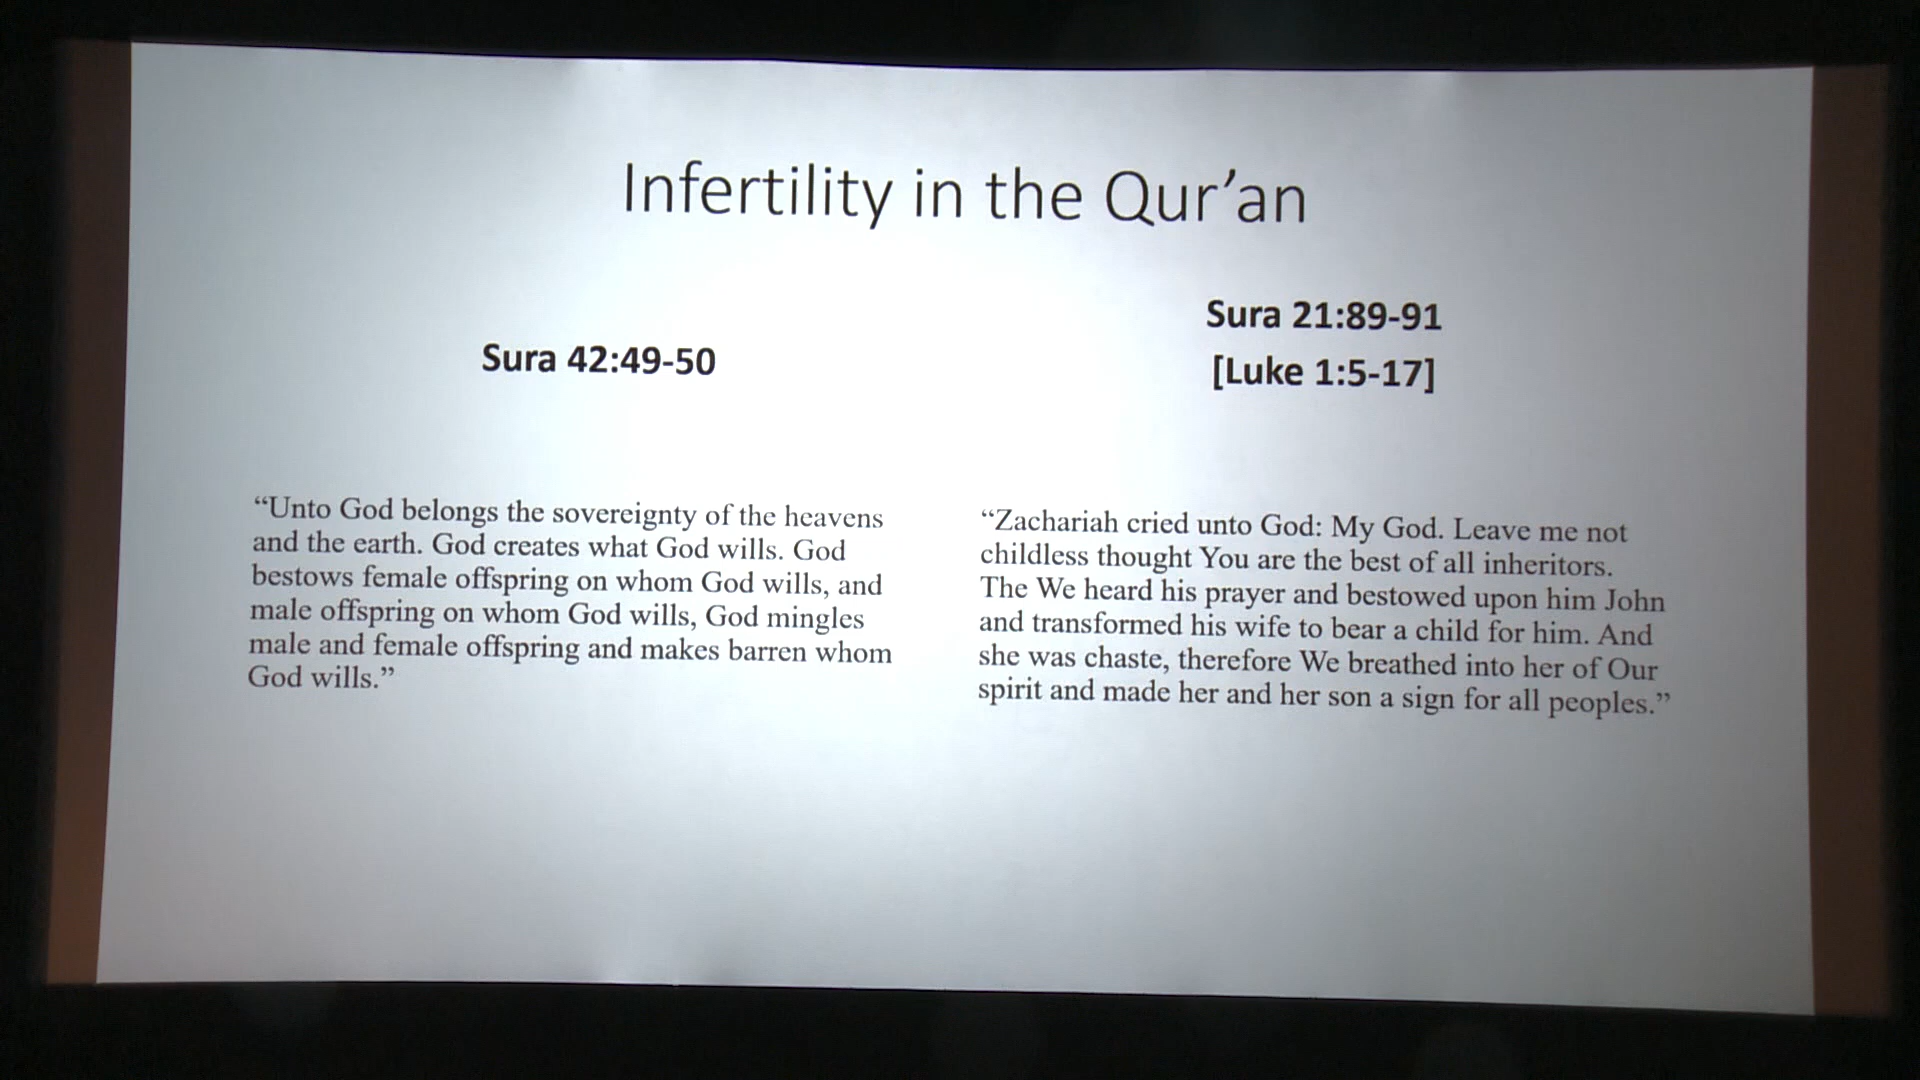 Infertility in the Qur’an
Sura 42:49-50
“Unto God belongs the sovereignty of the heavens
and the earth. God creates what God wills. God
bestows female offspring on whom God wills, and
male offspring on whom God wills, God mingles
male and female offspring and makes barren whom
God wills.”
Sura 21:89-91
[Luke 1:5-17]
“Zachariah cried unto God: My God. Leave me not
childless thought You are the best of all inheritors.
The We heard his prayer and bestowed upon him John
and transformed his wife to bear a child for him. And
she was chaste, therefore We breathed into her of Our
spirit and made her and her son a sign for all peoples.”